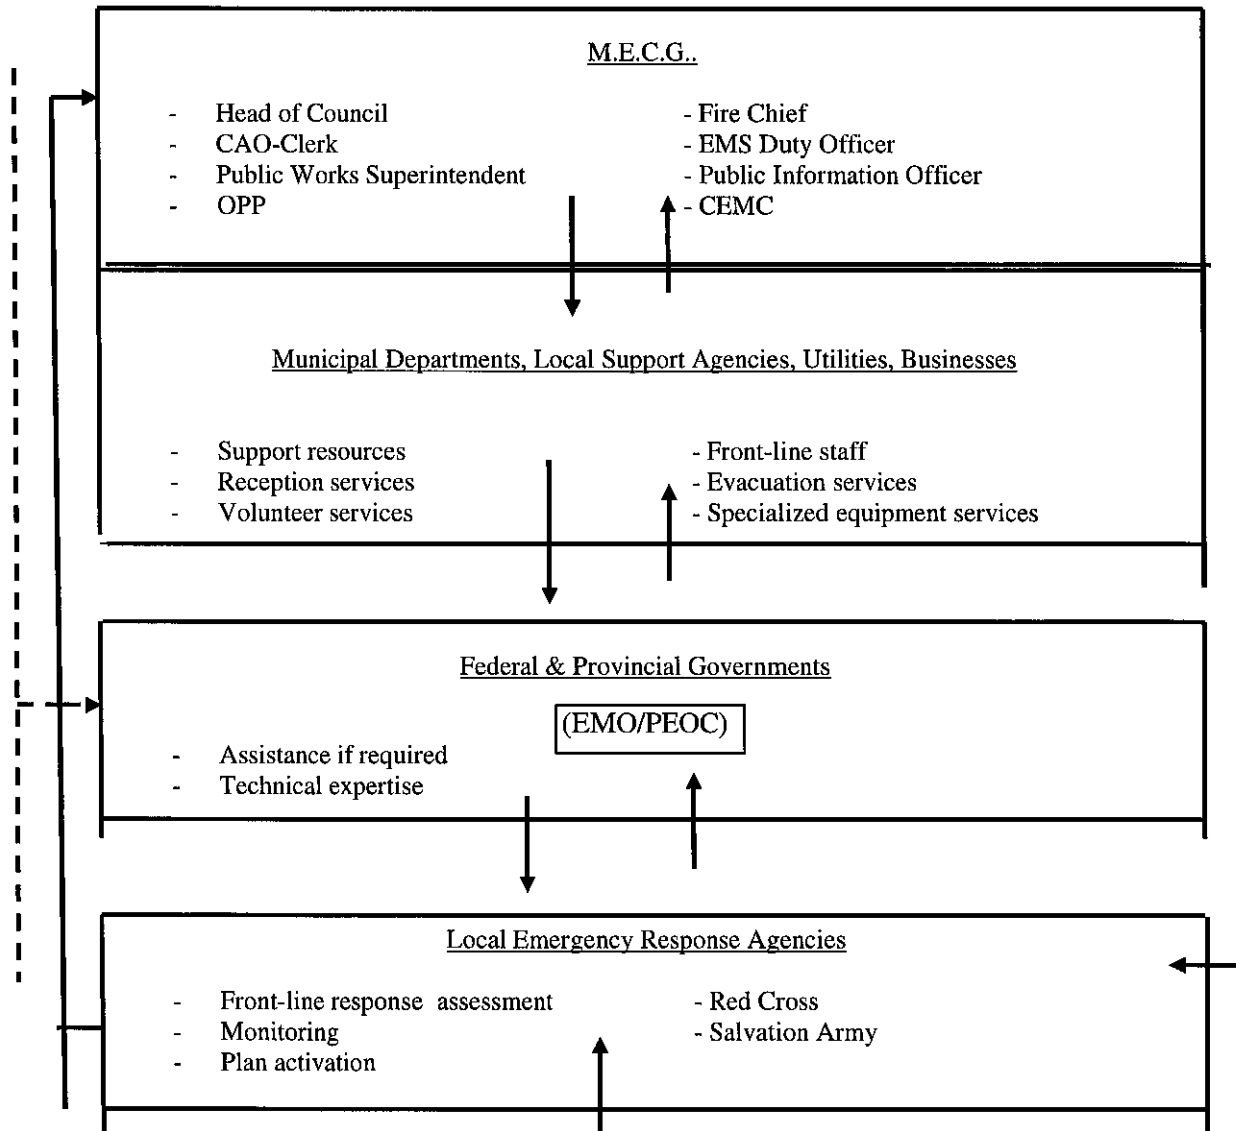 M.E.C.G..
- Head of Council - Fire Chief
- CAO-Clerk - EMS Duty Officer
- Public Works Superintendent - Public Information Officer
- OPP - CEMC
Municipal Departments, Local Support Agencies, Utilities, Businesses
- Support resources - Front-line staff
- Reception services - Evacuation services
- Volunteer services - Specialized equipment services
Federal & Provincial Governments
(EMO/PEOC)
- Assistance if required
- Technical expertise
Local Emergency Response Agencies
- Front-line response assessment - Red Cross
- Monitoring - Salvation Army
- Plan activation